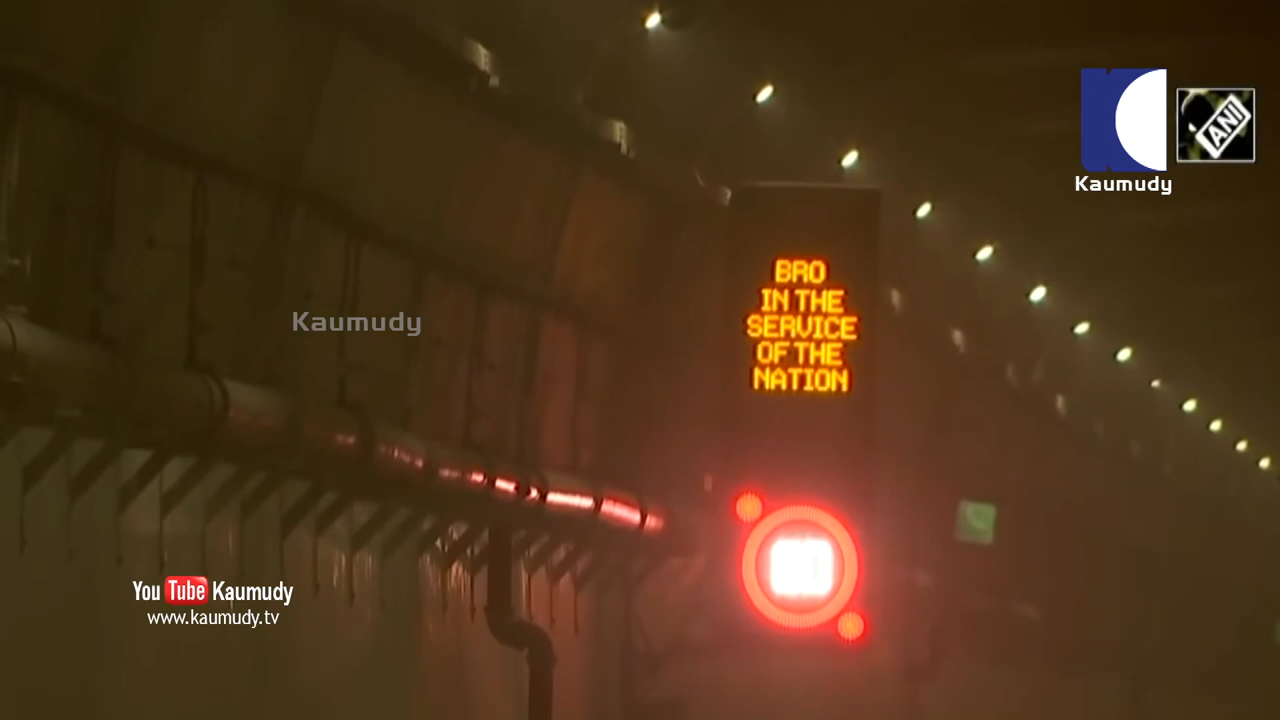 ANI
Kaumudy
BRO
IN THE
SERVICE
OF THE
NATION
Kaumudy
You Tube Kaumudy
www.kaumudy.tv